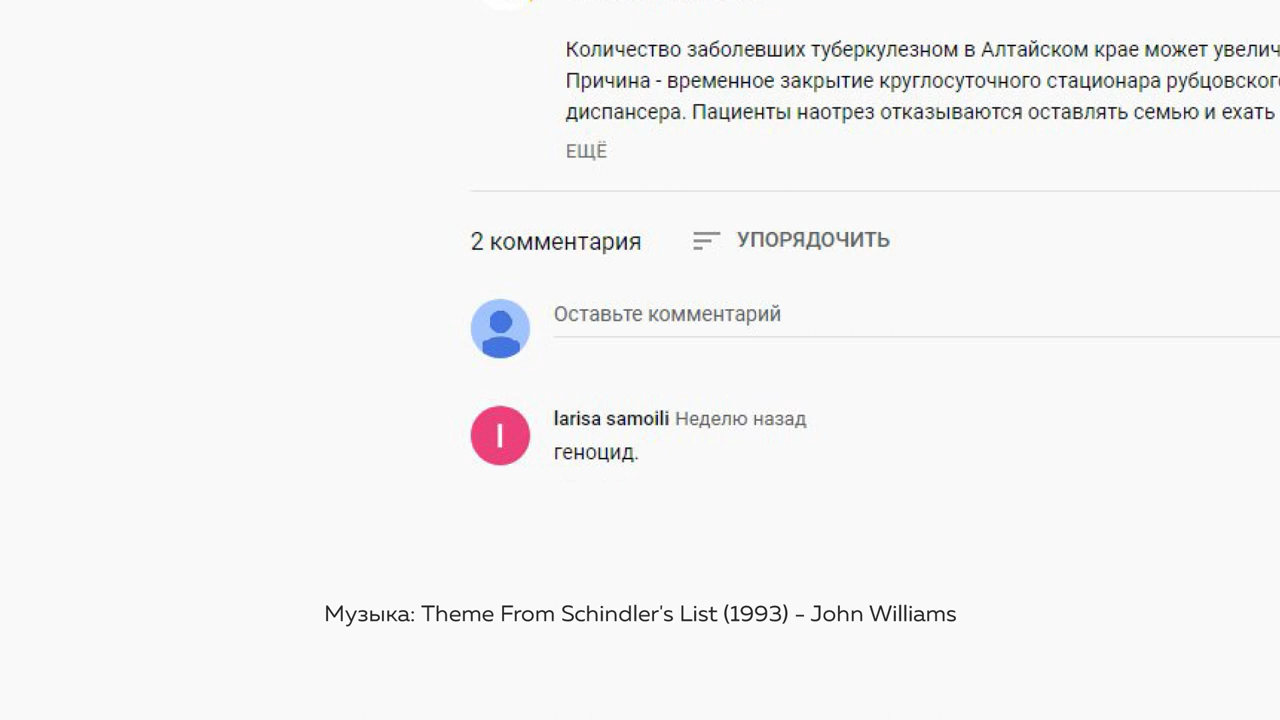 Количество заболевших туберкулезном в Алтайском крае может увелич
Причина - временное закрытие круглосуточного стационара рубцовского
диспансера. Пациенты наотрез отказываются оставлять семью и ехать
ЕЩЁ
2 комментария УПОРЯДОЧИТЬ
Оставьте комментарий
larisa samoili Неделю назад
геноцид.
Музыка: Theme From Schindler's List (1993) - John Williams